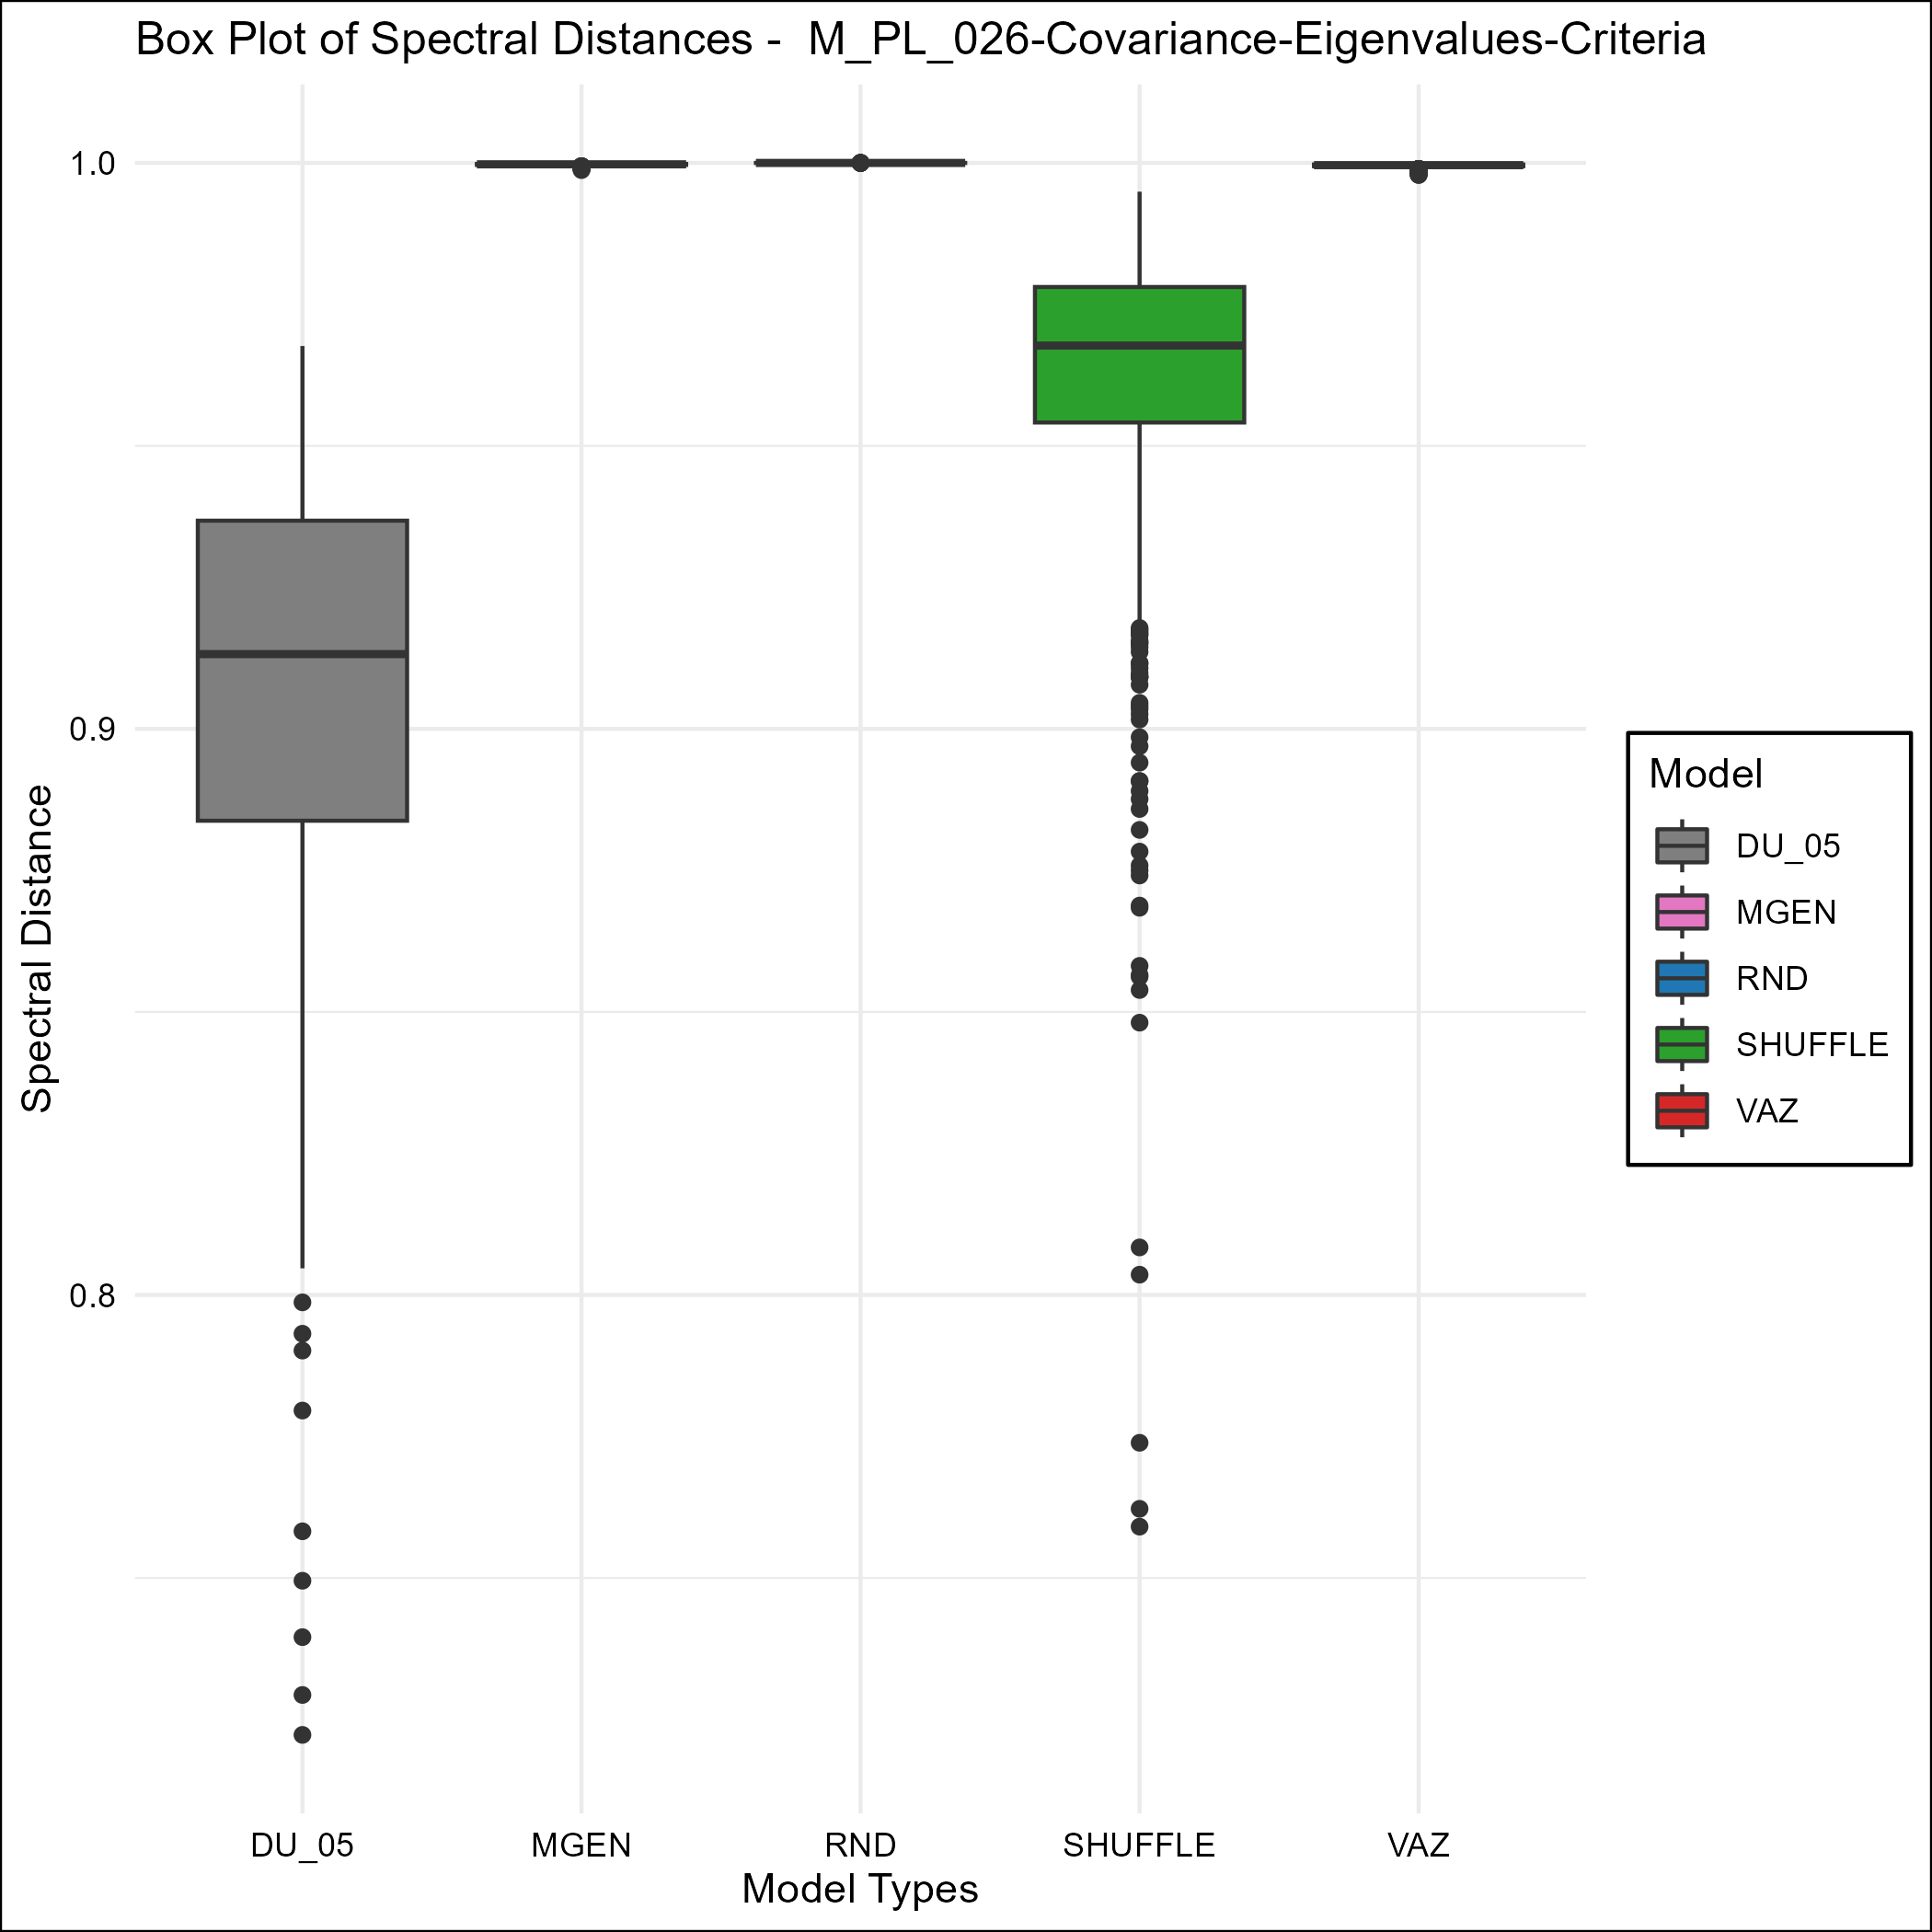 Box Plot of Spectral Distances -  M_PL_026-Covariance-Eigenvalues-Criteria
Spectral Distance
1.0
0.9
0.8
DU_05
MGEN
RND
SHUFFLE
VAZ
Model Types
Model
DU_05
MGEN
RND
SHUFFLE
VAZ